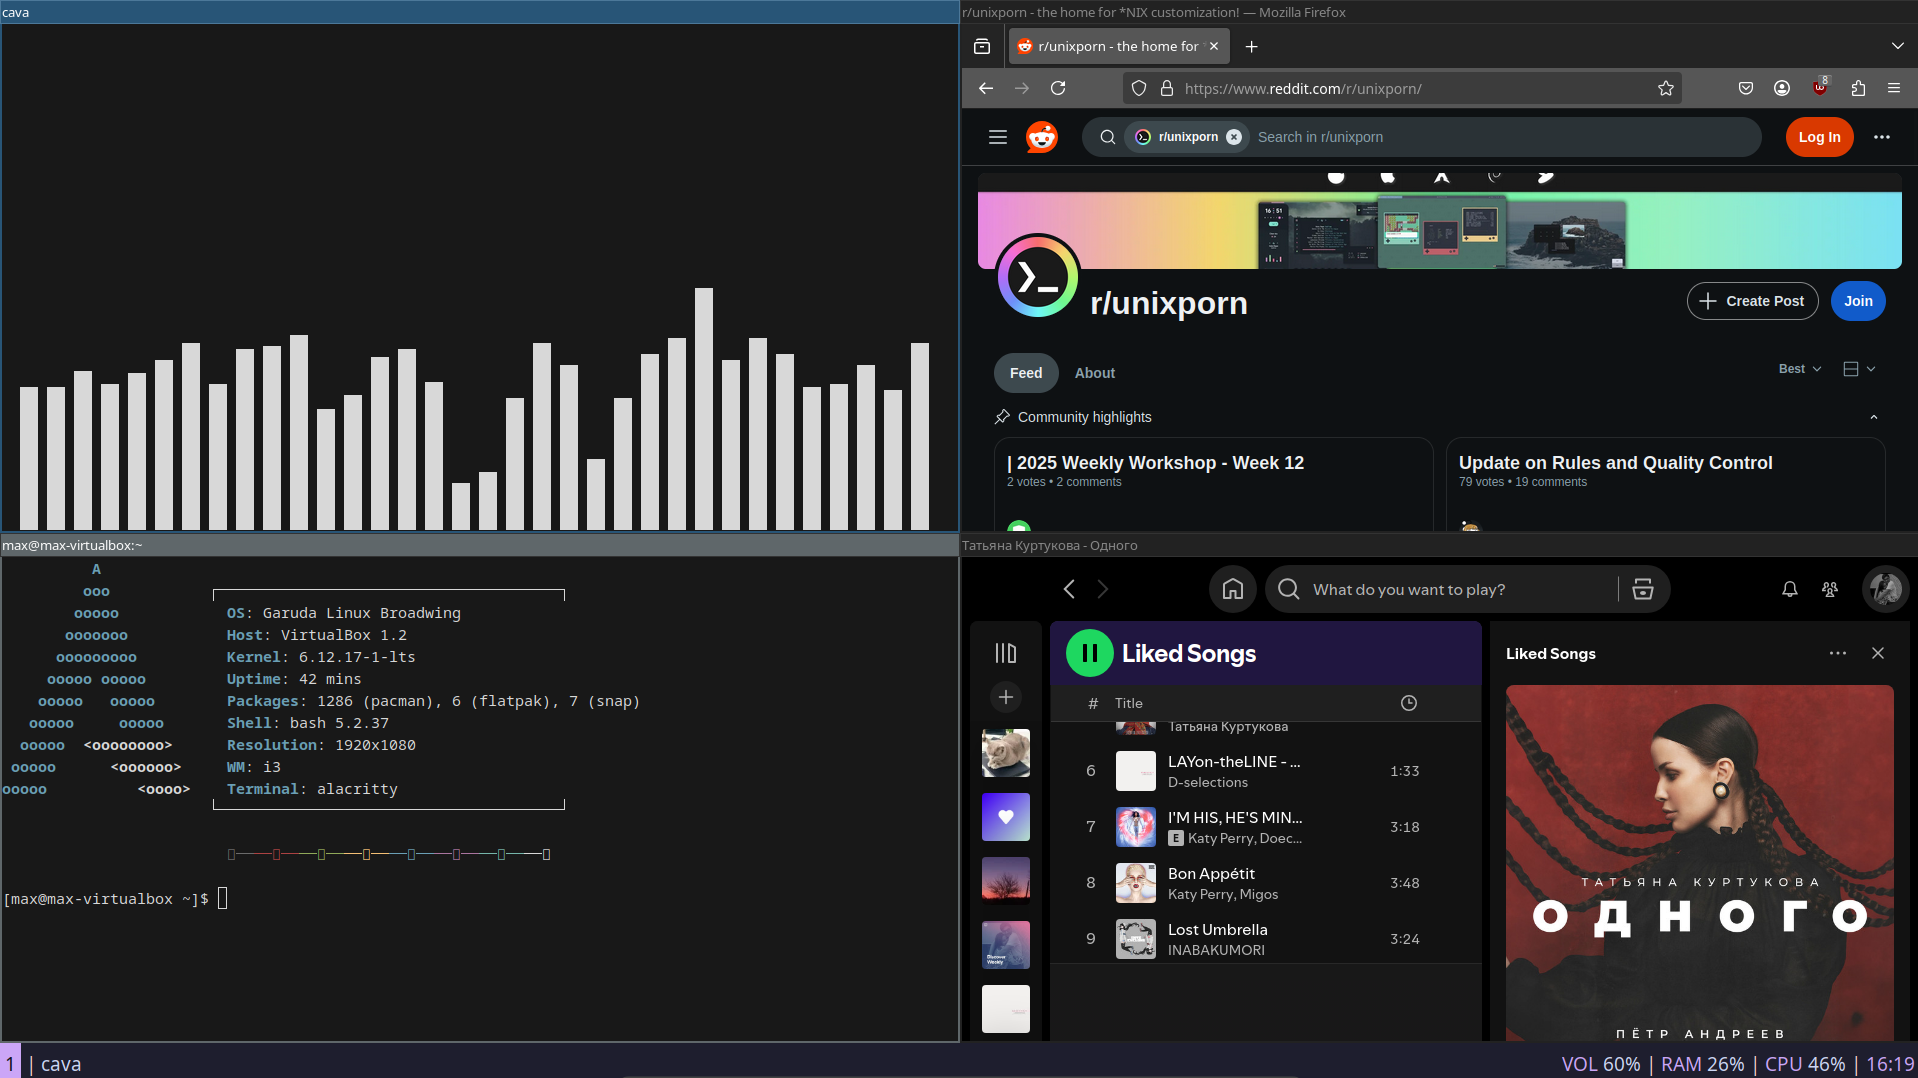 cava
r/unixporn - the home for *NIX customization! — Mozilla Firefox
r/unixporn - the home for
8
https://www.reddit.com/r/unixporn/
r/unixporn
Search in r/unixporn
Log In
16 51
r/unixporn
Create Post
Join
Feed
About
Best
Community highlights
| 2025 Weekly Workshop - Week 12
2 votes • 2 comments
Update on Rules and Quality Control
79 votes • 19 comments
max@max-virtualbox:~
A
ooo
ooooo
ooooooo
ooooooooo
ooooo ooooo
ooooo   ooooo
ooooo     ooooo
ooooo  <oooooooo>
ooooo      <oooooo>
ooooo          <oooo>
OS: Garuda Linux Broadwing
Host: VirtualBox 1.2
Kernel: 6.12.17-1-lts
Uptime: 42 mins
Packages: 1286 (pacman), 6 (flatpak), 7 (snap)
Shell: bash 5.2.37
Resolution: 1920x1080
WM: i3
Terminal: alacritty
[max@max-virtualbox ~]$
Татьяна Куртукова - Одного
What do you want to play?
Liked Songs
# Title
Татьяна Куртукова
6 LAYon-theLINE - ... 1:33
D-selections
7 I'M HIS, HE'S MIN... 3:18
E Katy Perry, Doec...
8 Bon Appétit 3:48
Katy Perry, Migos
9 Lost Umbrella 3:24
INABAKUMORI
Discover
Weekly
Liked Songs
ТАТЬЯНА КУРТУКОВА
ОДНОГО
ПЁТР АНДРЕЕВ
1 | cava
VOL 60% | RAM 26% | CPU 46% | 16:19